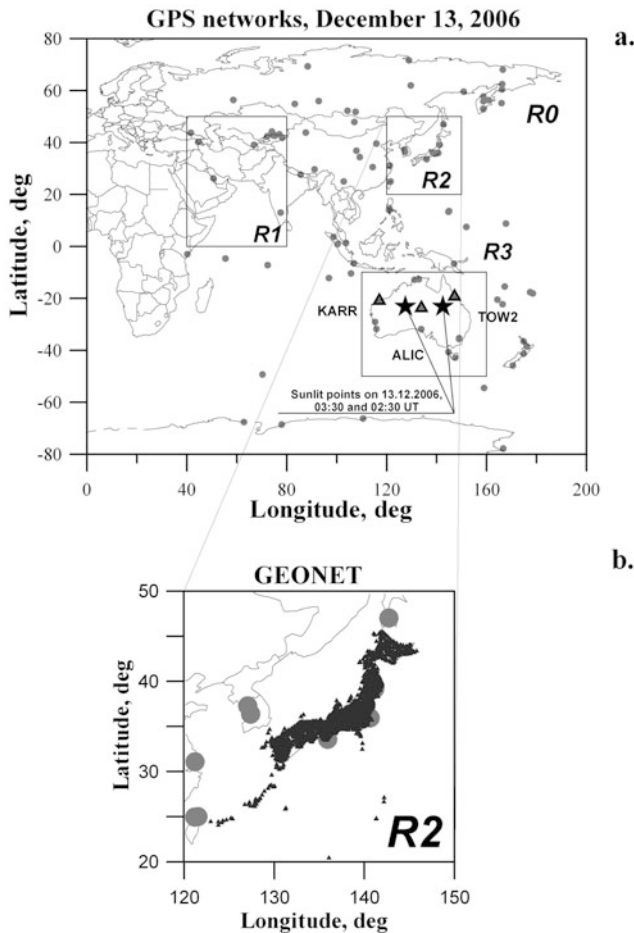 GPS networks, December 13, 2006
a.
80
60
40
20
0
-20
-40
-60
-80
Latitude, deg
R0
R1
R2
R3
KARR
TOW2
ALIC
Sunlit points on 13.12.2006,
03:30 and 02:30 UT
0 40 80 120 160 200
Longitude, deg
b.
GEONET
50
40
30
20
Latitude, deg
R2
120 130 140 150
Longitude, deg